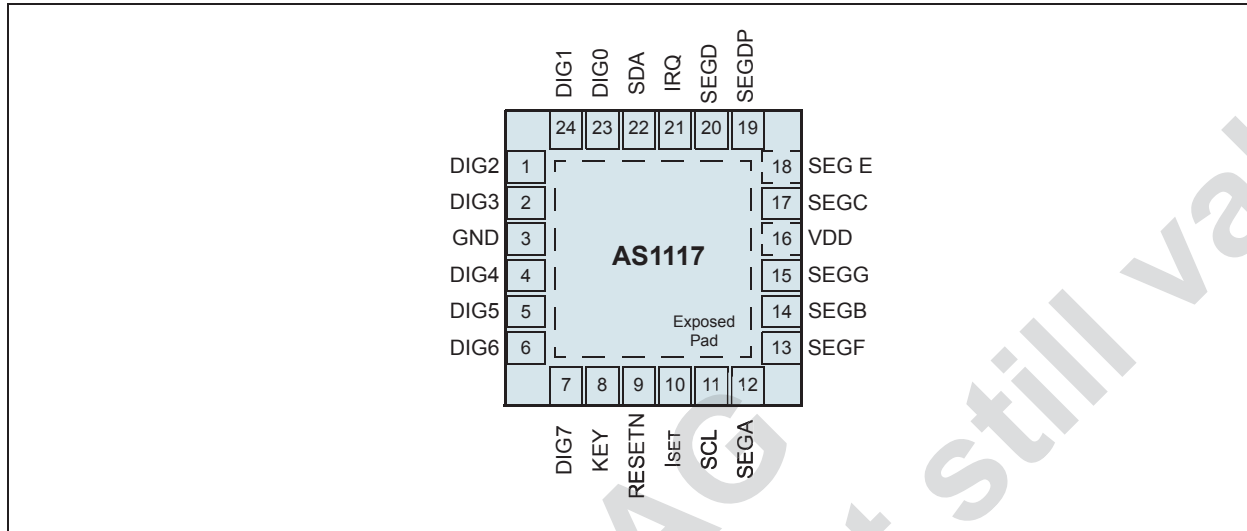 DIG1 DIG0 SDA IRQ SEGD SEGDP
24 23 22 21 20 19
DIG2 1 18 SEG E
DIG3 2 17 SEGC
GND 3 16 VDD
AS1117
DIG4 4 15 SEGG
DIG5 5 14 SEGB
Exposed
Pad
DIG6 6 13 SEGF
7 8 9 10 11 12
DIG7 KEY RESETN ISET SCL SEGA
AG
still